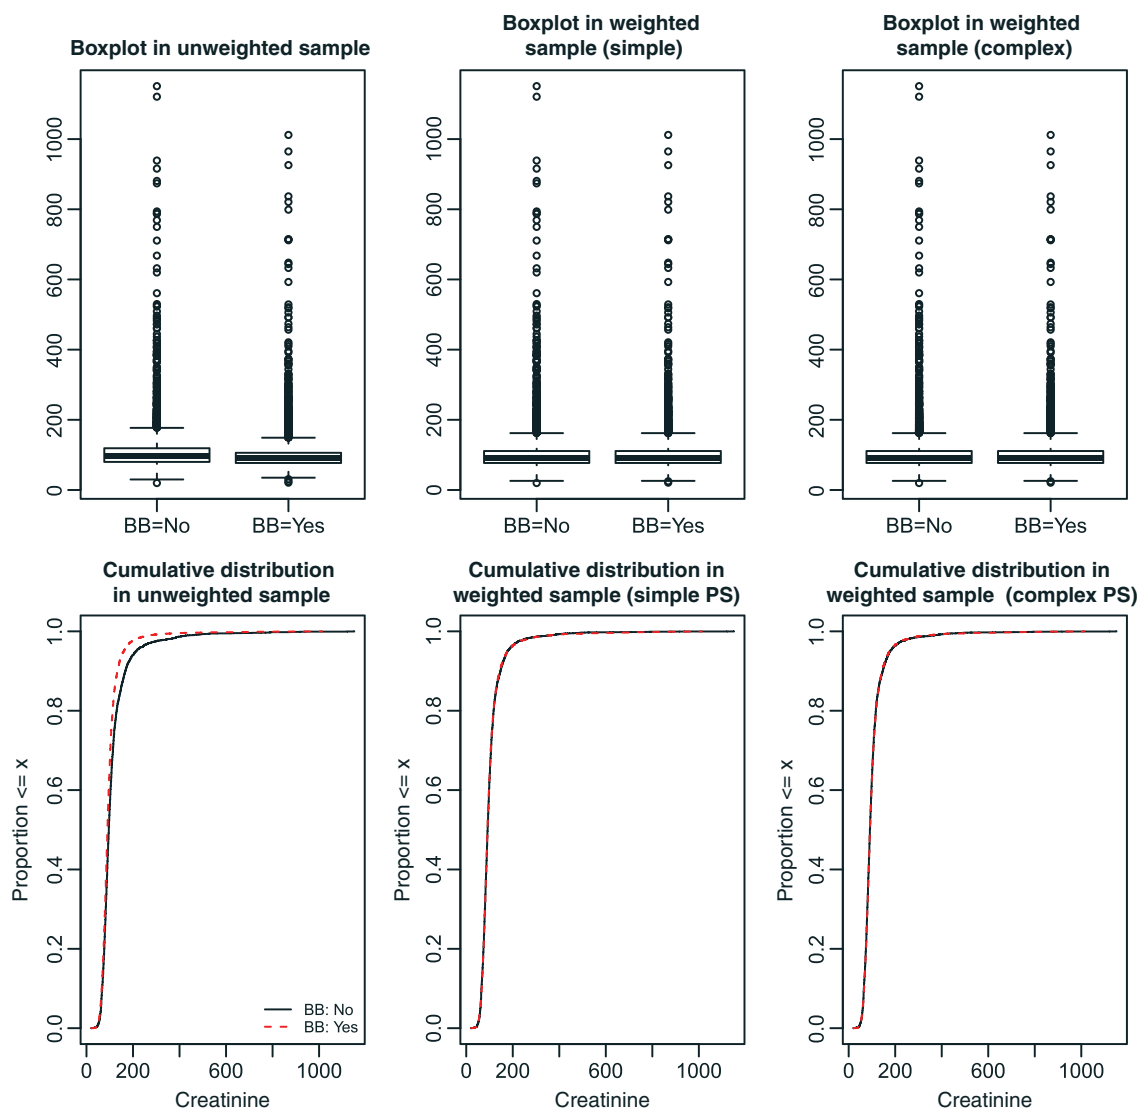 Boxplot in unweighted sample
1000
800
600
400
200
0
BB=No
BB=Yes
Boxplot in weighted
sample (simple)
1000
800
600
400
200
0
BB=No
BB=Yes
Boxplot in weighted
sample (complex)
1000
800
600
400
200
0
BB=No
BB=Yes
Cumulative distribution
in unweighted sample
Proportion <= x
1.0
0.8
0.6
0.4
0.2
0.0
BB: No
BB: Yes
0 200 600 1000
Creatinine
Cumulative distribution in
weighted sample (simple PS)
Proportion <= x
1.0
0.8
0.6
0.4
0.2
0.0
0 200 600 1000
Creatinine
Cumulative distribution in
weighted sample (complex PS)
Proportion <= x
1.0
0.8
0.6
0.4
0.2
0.0
0 200 600 1000
Creatinine